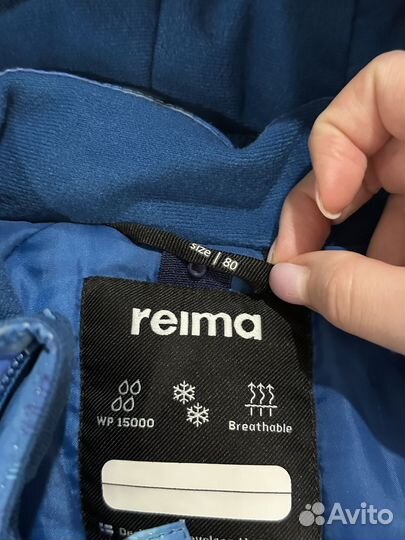 size | 80
reima
WP 15000
Breathable
Avito